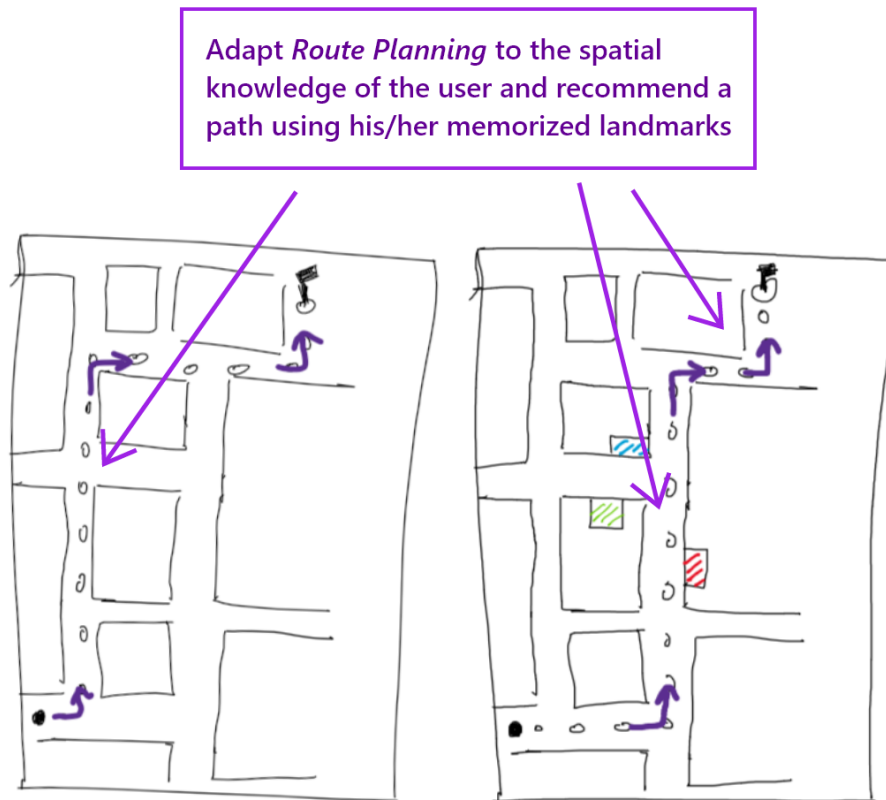 Adapt Route Planning to the spatial
knowledge of the user and recommend a
path using his/her memorized landmarks